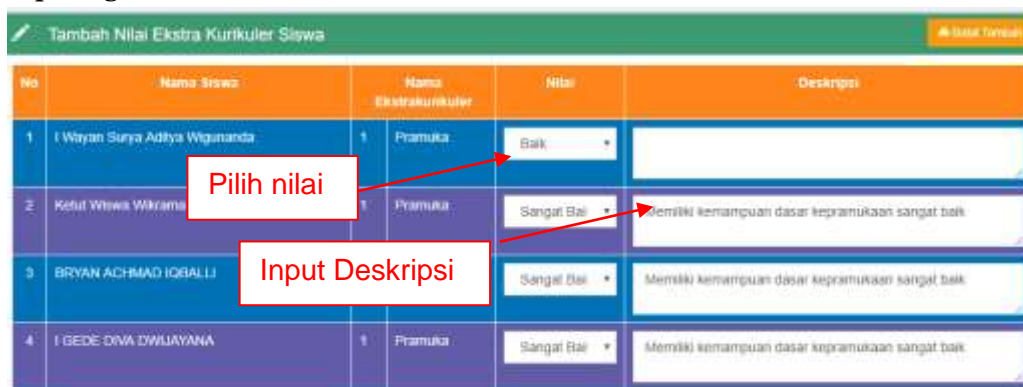 Tambah Nilai Ekstra Kurikuler Siswa
No Nama Siswa Nama Ekstrakurikuler Nilai Deskripsi
1 I Wayan Surya Aditya Wigunanda 1 Pramuka Baik
Pilih nilai
2 Ketut Wiswa Wikrama 1 Pramuka Sangat Bai Memiliki kemampuan dasar kepramukaan sangat baik
Input Deskripsi
3 BRYAN ACHMAD IQBALLI Sangat Bai Memiliki kemampuan dasar kepramukaan sangat baik
4 I GEDE DIVA DWIJAYANA 1 Pramuka Sangat Bai Memiliki kemampuan dasar kepramukaan sangat baik